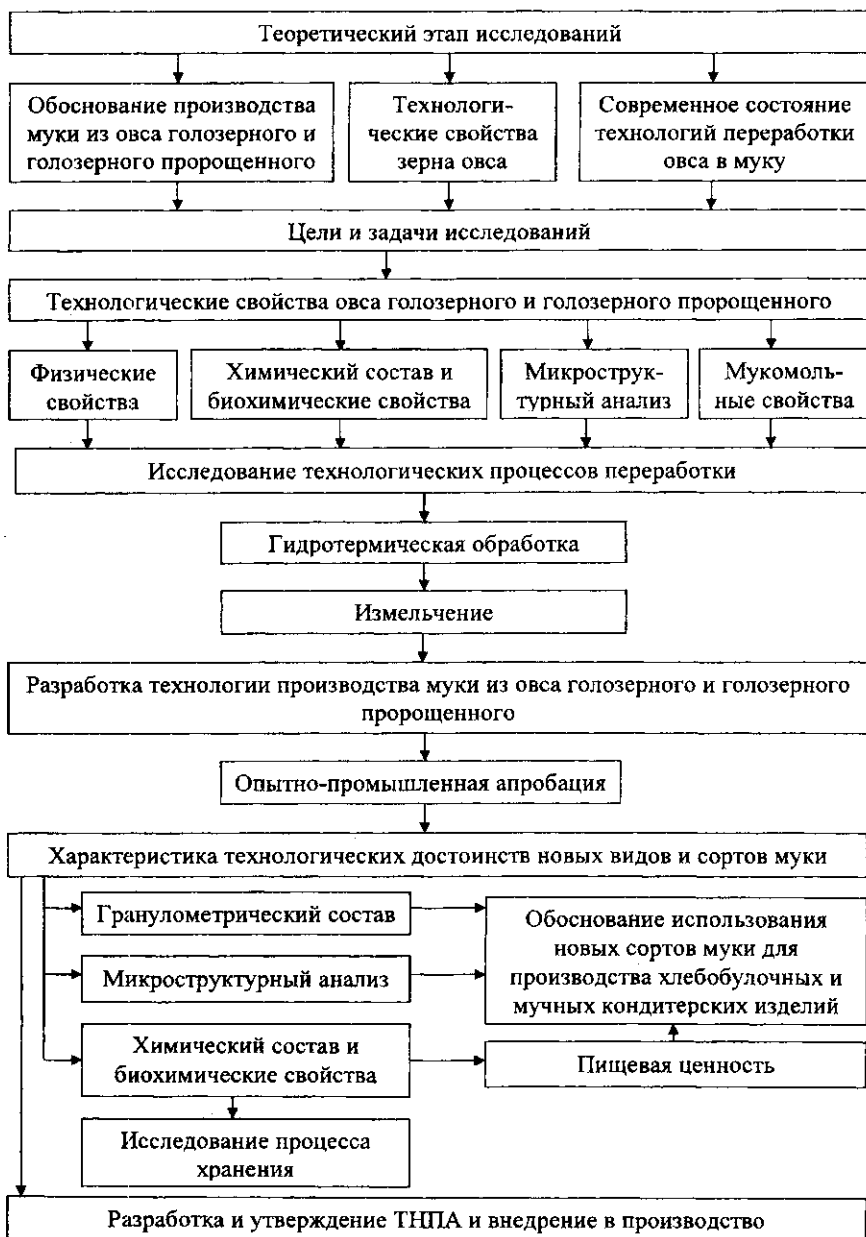 Теоретический этап исследований
Обоснование производства
муки из овса голозерного и
голозерного пророщенного
Технологи-
ческие свойства
зерна овса
Современное состояние
технологий переработки
овса в муку
Цели и задачи исследований
Технологические свойства овса голозерного и голозерного пророщенного
Физические
свойства
Химический состав и
биохимические свойства
Микрострук-
турный анализ
Мукомоль-
ные свойства
Исследование технологических процессов переработки
Гидротермическая обработка
Измельчение
Разработка технологии производства муки из овса голозерного и голозерного
пророщенного
Опытно-промышленная апробация
Характеристика технологических достоинств новых видов и сортов муки
Гранулометрический состав
Микроструктурный анализ
Химический состав и
биохимические свойства
Исследование процесса
хранения
Обоснование использования
новых сортов муки для
производства хлебобулочных и
мучных кондитерских изделий
Пищевая ценность
Разработка и утверждение ТНПА и внедрение в производство